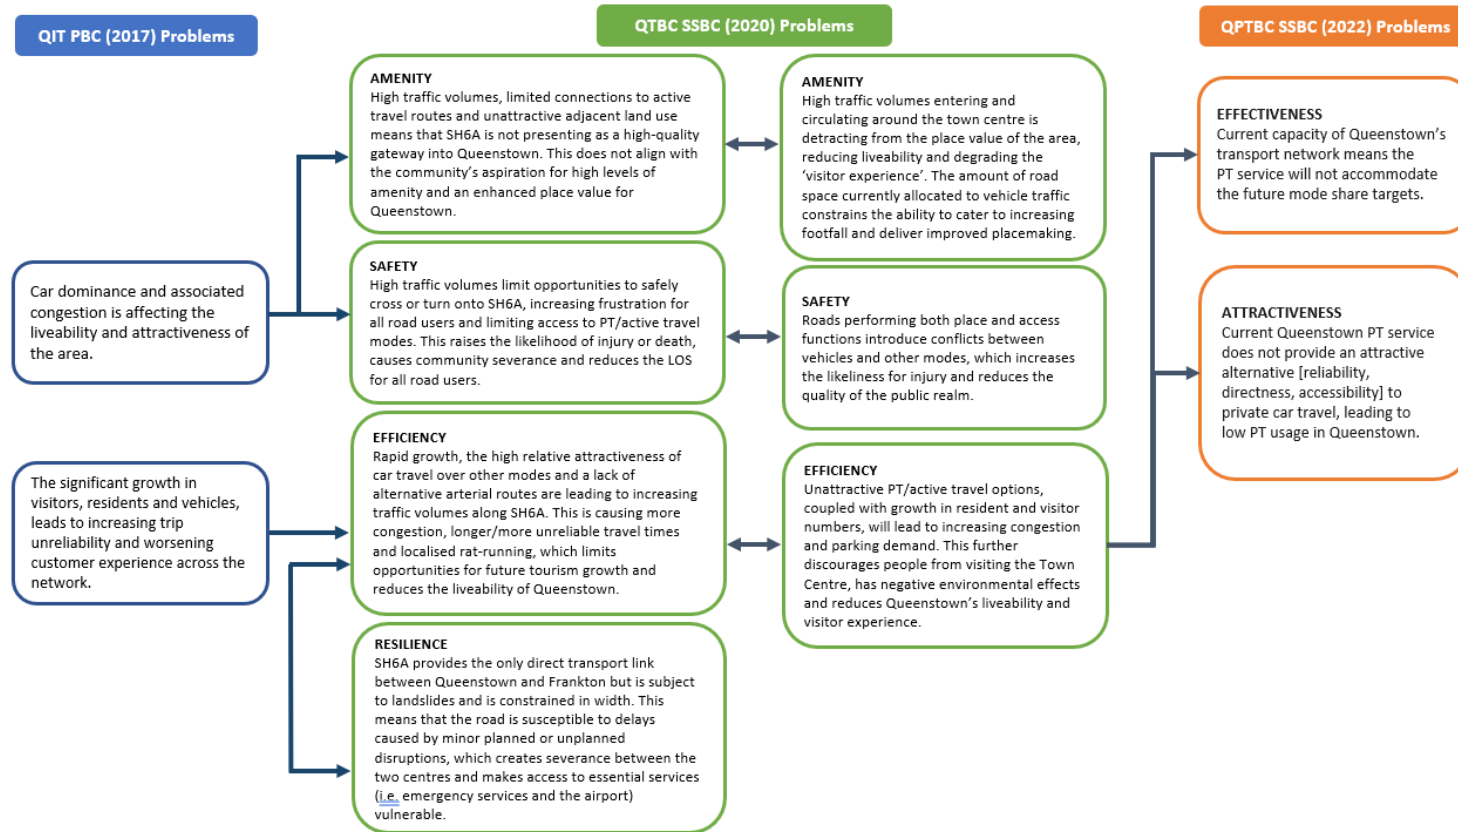 QIT PBC (2017) Problems
QTBC SSBC (2020) Problems
QPTBC SSBC (2022) Problems
Car dominance and associated
congestion is affecting the
liveability and attractiveness of
the area.
The significant growth in
visitors, residents and vehicles,
leads to increasing trip
unreliability and worsening
customer experience across the
network.
AMENITY
High traffic volumes, limited connections to active
travel routes and unattractive adjacent land use
means that SH6A is not presenting as a high-quality
gateway into Queenstown. This does not align with
the community's aspiration for high levels of
amenity and an enhanced place value for
Queenstown.
SAFETY
High traffic volumes limit opportunities to safely
cross or turn onto SH6A, increasing frustration for
all road users and limiting access to PT/active travel
modes. This raises the likelihood of injury or death,
causes community severance and reduces the LOS
for all road users.
EFFICIENCY
Rapid growth, the high relative attractiveness of
car travel over other modes and a lack of
alternative arterial routes are leading to increasing
traffic volumes along SH6A. This is causing more
congestion, longer/more unreliable travel times
and localised rat-running, which limits
opportunities for future tourism growth and
reduces the liveability of Queenstown.
RESILIENCE
SH6A provides the only direct transport link
between Queenstown and Frankton but is subject
to landslides and is constrained in width. This
means that the road is susceptible to delays
caused by minor planned or unplanned
disruptions, which creates severance between the
two centres and makes access to essential services
(i.e. emergency services and the airport)
vulnerable.
AMENITY
High traffic volumes entering and
circulating around the town centre is
detracting from the place value of the area,
reducing liveability and degrading the
‘visitor experience’. The amount of road
space currently allocated to vehicle traffic
constrains the ability to cater to increasing
footfall and deliver improved placemaking.
SAFETY
Roads performing both place and access
functions introduce conflicts between
vehicles and other modes, which increases
the likeliness for injury and reduces the
quality of the public realm.
EFFICIENCY
Unattractive PT/active travel options,
coupled with growth in resident and visitor
numbers, will lead to increasing congestion
and parking demand. This further
discourages people from visiting the Town
Centre, has negative environmental effects
and reduces Queenstown’s liveability and
visitor experience.
EFFECTIVENESS
Current capacity of Queenstown’s
transport network means the
PT service will not accommodate
the future mode share targets.
ATTRACTIVENESS
Current Queenstown PT service
does not provide an attractive
alternative [reliability,
directness, accessibility] to
private car travel, leading to
low PT usage in Queenstown.